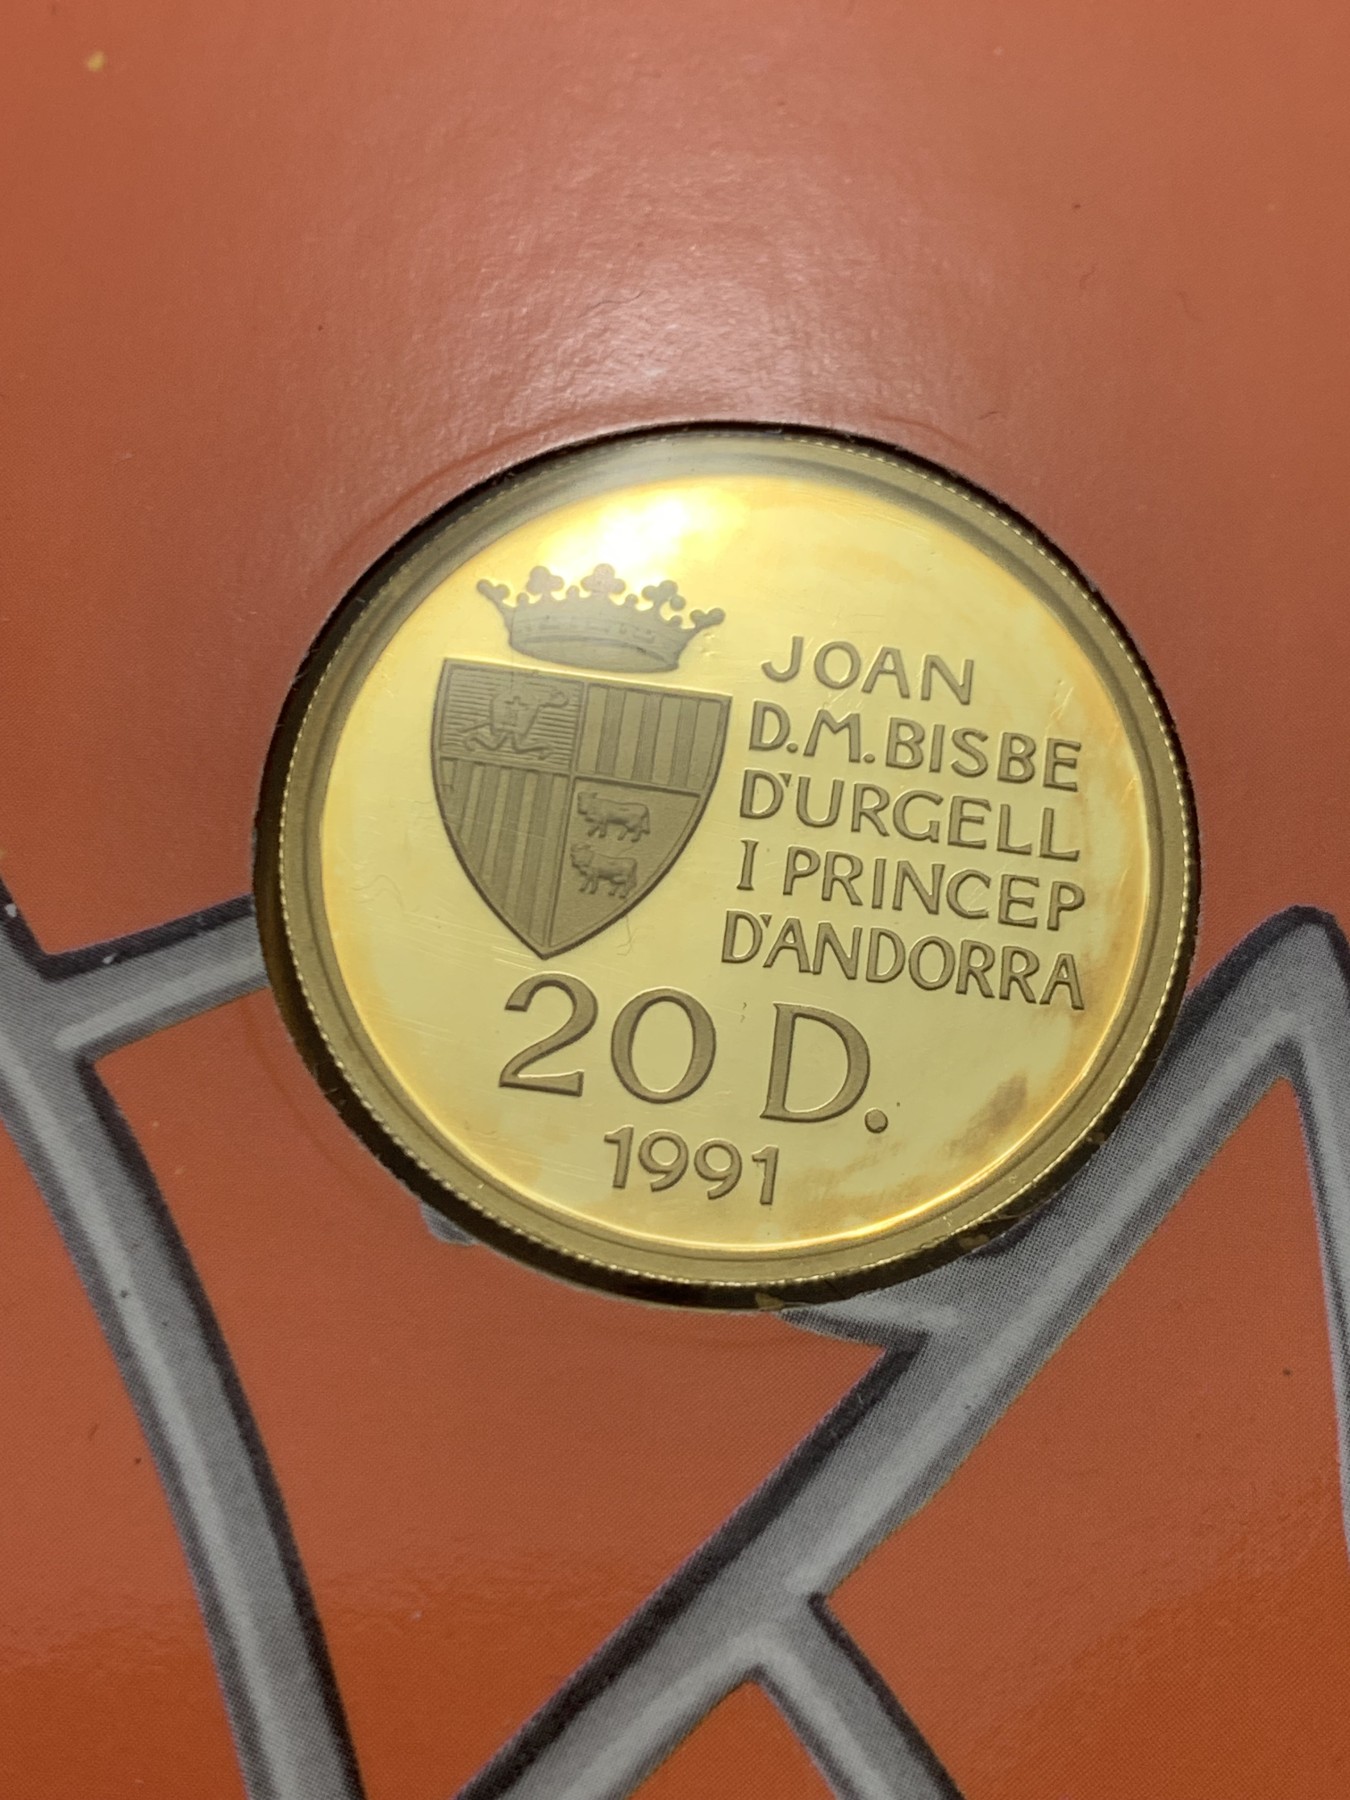 JOAN
D.M.BISBE
D'URGELL
I PRINCEP
D'ANDORRA
20 D.
1991